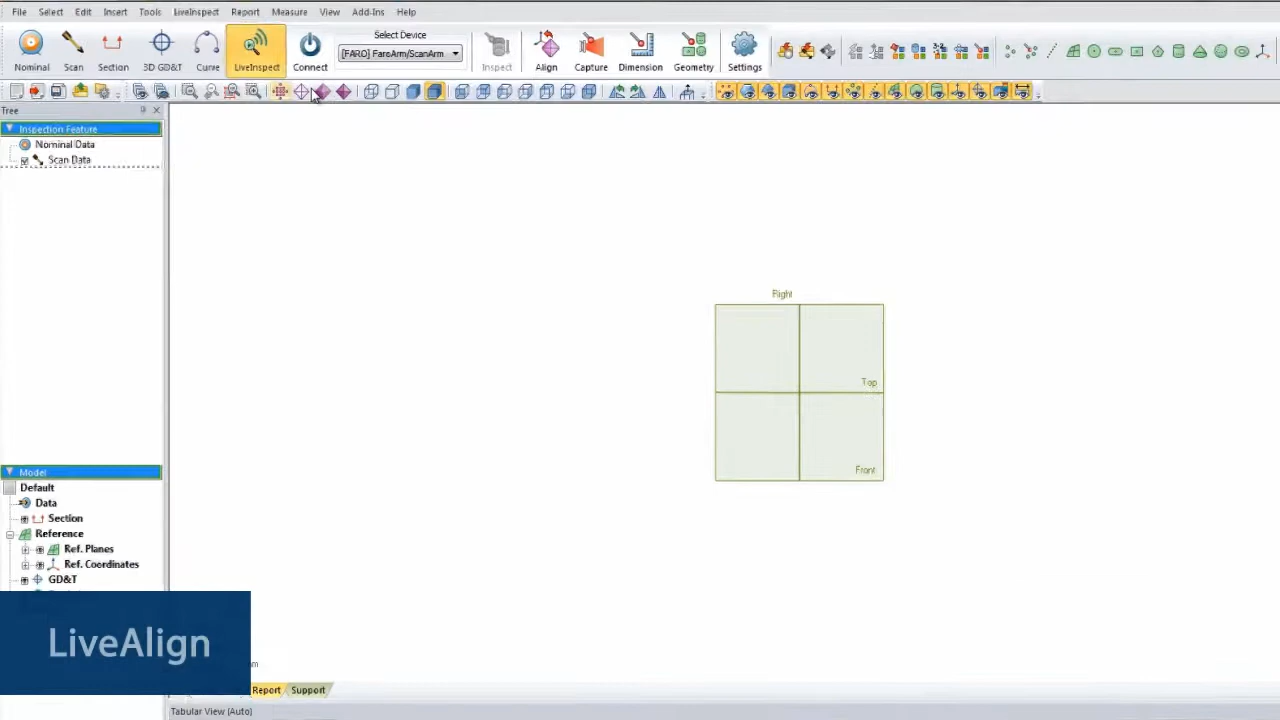 File Select Edit Insert Tools LiveInspect Report Measure View Add-Ins Help
Select Device
[FARO] FaroArm/ScanArm
Nominal Scan Section 3D GD&T Curve LiveInspect Connect Inspect Align Capture Dimension Geometry Settings
Tree
Inspection Feature
Nominal Data
Scan Data
Right
Top
Front
Model
Default
Data
Section
Reference
Ref. Planes
Ref. Coordinates
GD&T
LiveAlign
Report Support
Tabular View (Auto)